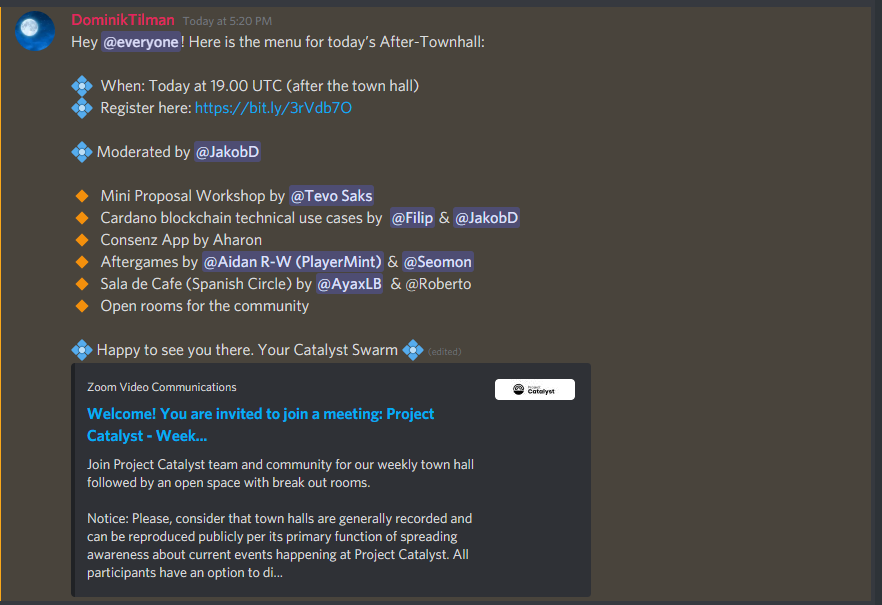 DominikTilman Today at 5:20 PM
Hey @everyone! Here is the menu for today's After-Townhall:
When: Today at 19.00 UTC (after the town hall)
Register here: https://bit.ly/3rVdb7O
Moderated by @JakobD
Mini Proposal Workshop by @Tevo Saks
Cardano blockchain technical use cases by @Filip & @JakobD
Consenz App by Aharon
Aftergames by @Aidan R-W (PlayerMint) & @Seomon
Sala de Cafe (Spanish Circle) by @AyaxLB & @Roberto
Open rooms for the community
Happy to see you there. Your Catalyst Swarm (edited)
Zoom Video Communications
Project
Catalyst
Welcome! You are invited to join a meeting: Project
Catalyst - Week...
Join Project Catalyst team and community for our weekly town hall
followed by an open space with break out rooms.
Notice: Please, consider that town halls are generally recorded and
can be reproduced publicly per its primary function of spreading
awareness about current events happening at Project Catalyst. All
participants have an option to di...